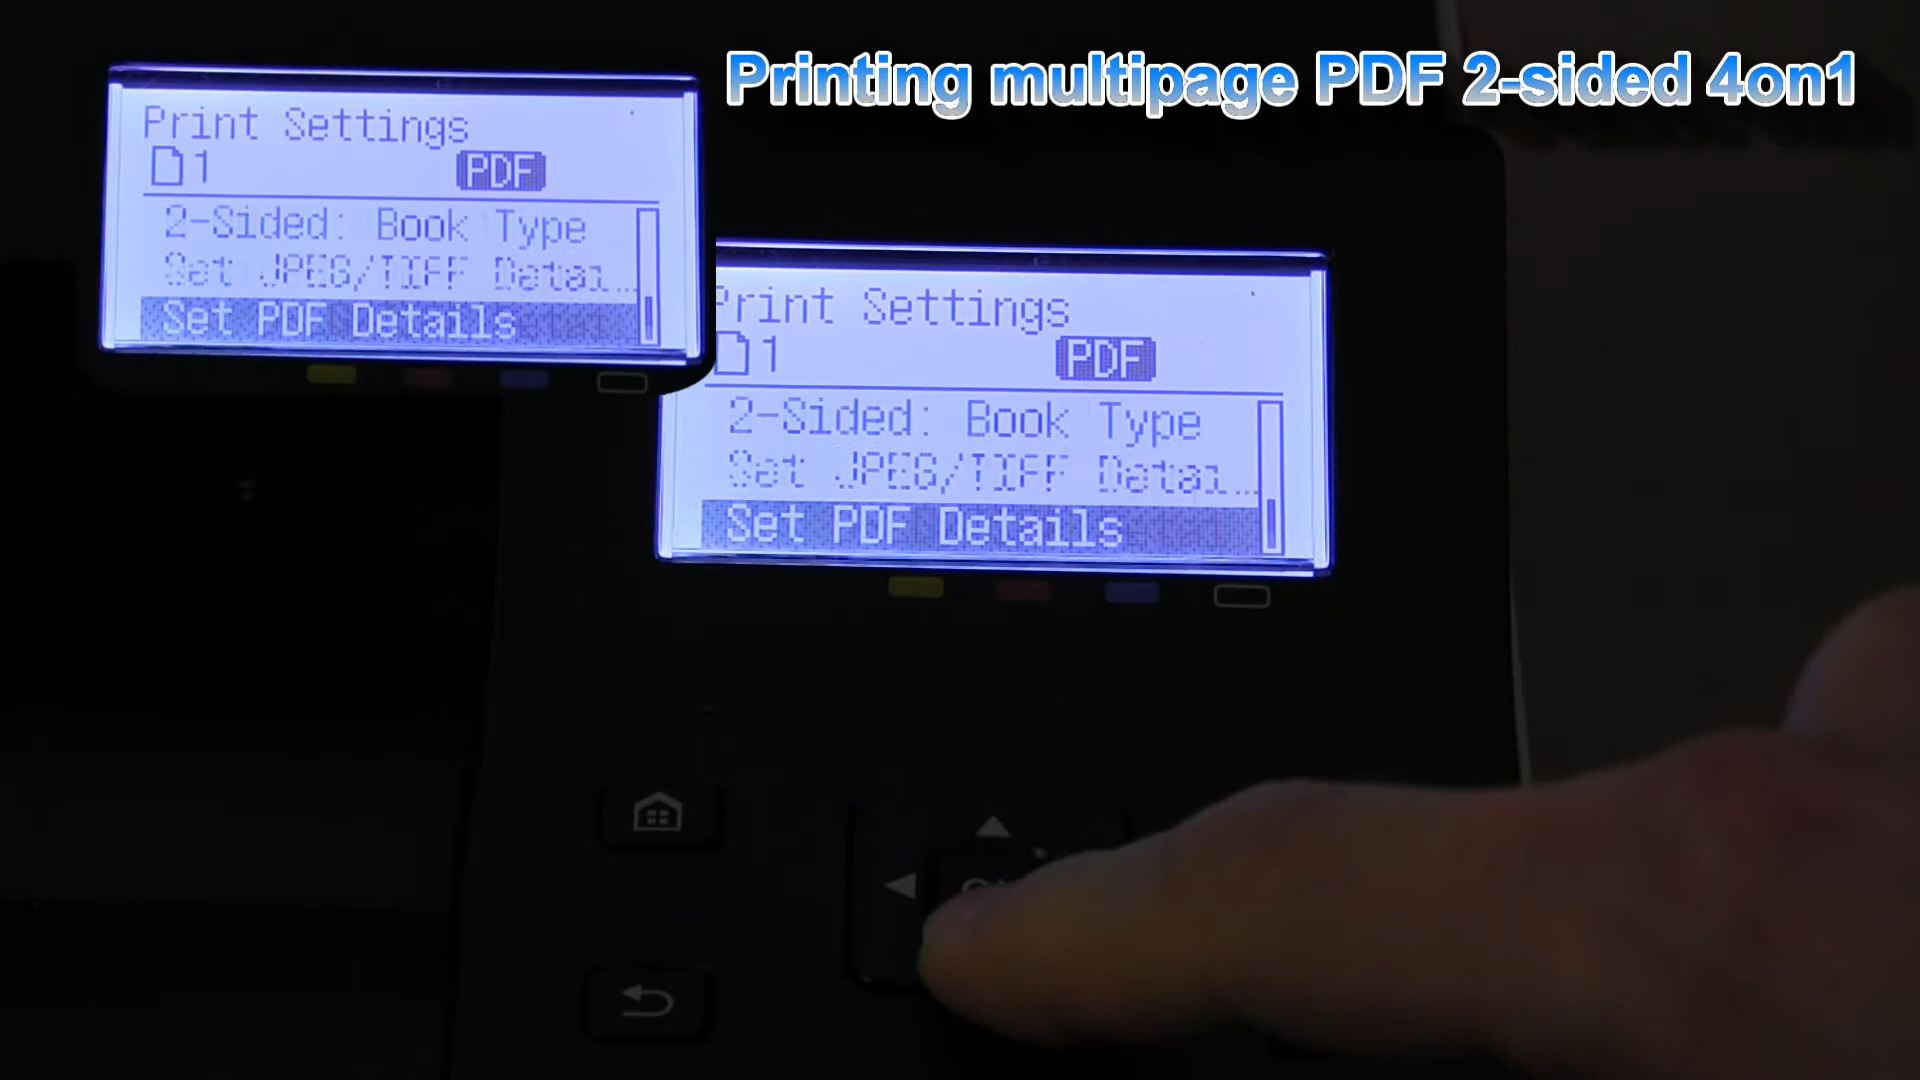 Printing multipage PDF 2-sided 4on1
Print Settings
1 PDF
2-Sided: Book Type
Set JPEG/TIFF Detai...
Set PDF Details
Print Settings
1 PDF
2-Sided: Book Type
Set JPEG/TIFF Detai...
Set PDF Details